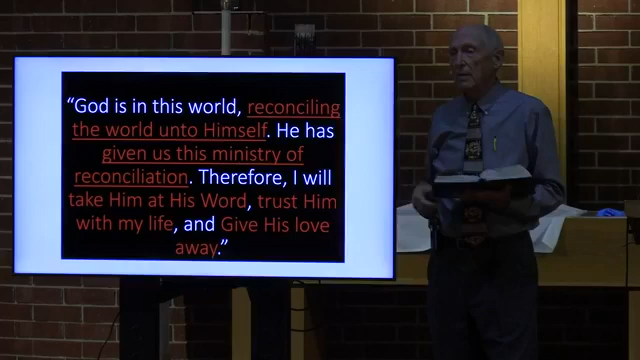 “God is in this world, reconciling
the world unto Himself. He has
given us this ministry of
reconciliation. Therefore, I will
take Him at His Word, trust Him
with my life, and Give His love
away.”